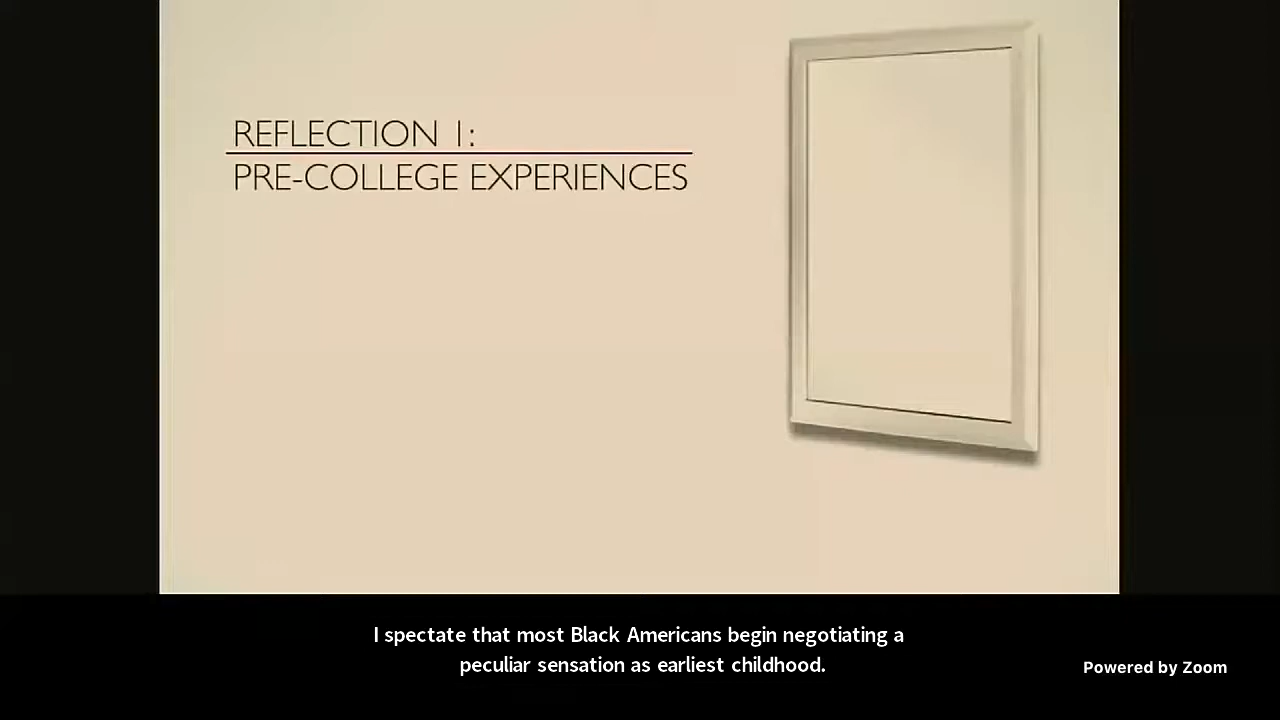 REFLECTION 1:
PRE-COLLEGE EXPERIENCES
I spectate that most Black Americans begin negotiating a
peculiar sensation as earliest childhood.
Powered by Zoom